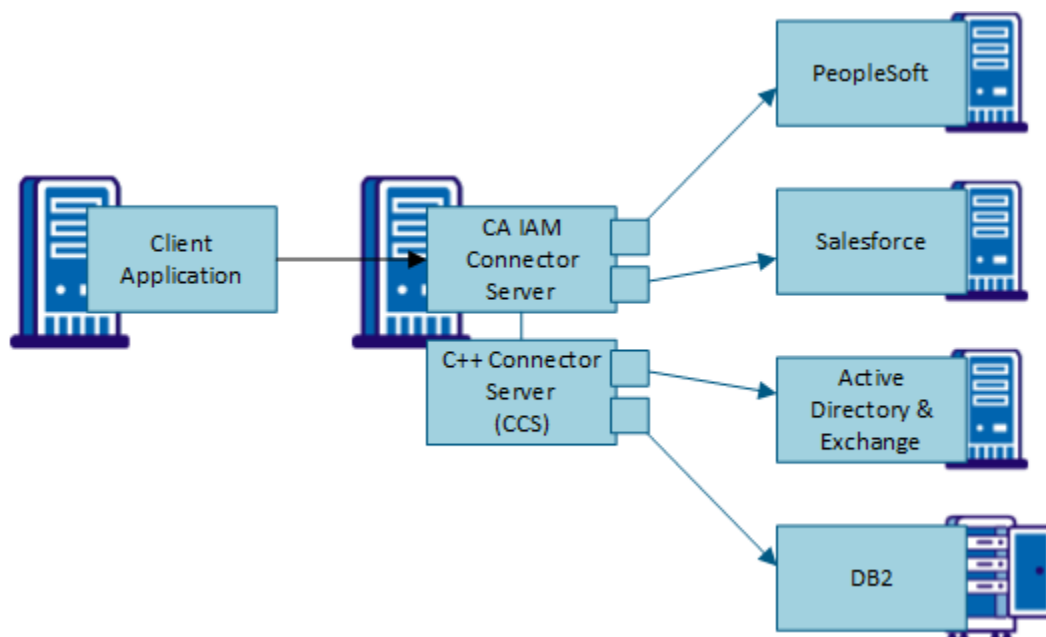 Client
Application
CA IAM
Connector
Server
C++ Connector
Server
(CCS)
PeopleSoft
Salesforce
Active
Directory &
Exchange
DB2